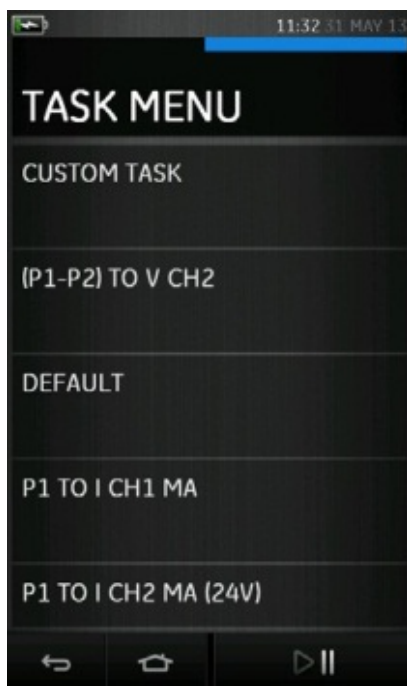 11:32 31 MAY 13
TASK MENU
CUSTOM TASK
(P1-P2) TO V CH2
DEFAULT
P1 TO I CH1 MA
P1 TO I CH2 MA (24V)